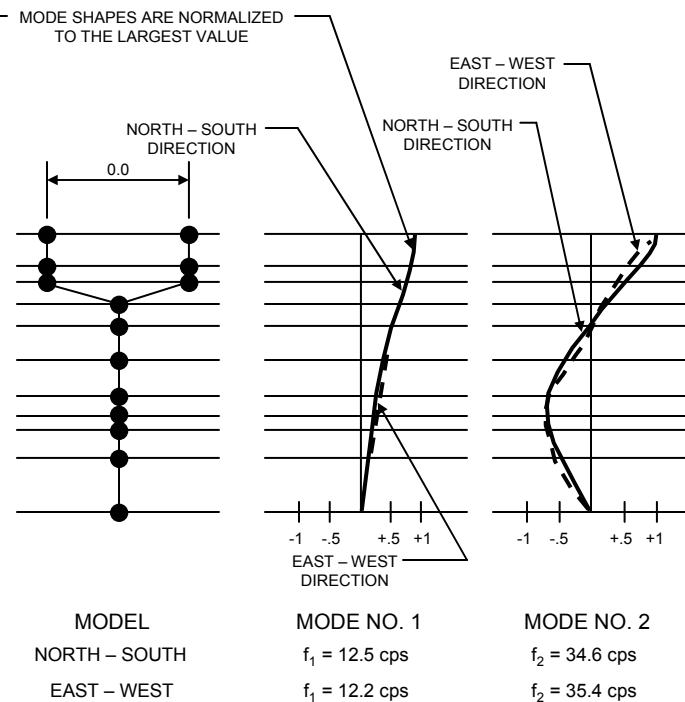 MODE SHAPES ARE NORMALIZED
TO THE LARGEST VALUE
EAST – WEST
DIRECTION
NORTH – SOUTH
DIRECTION
NORTH – SOUTH
DIRECTION
0.0
-1 -.5 +.5 +1
-1 -.5 +.5 +1
EAST – WEST
DIRECTION
MODEL MODE NO. 1 MODE NO. 2
NORTH – SOUTH f₁ = 12.5 cps f₂ = 34.6 cps
EAST – WEST f₁ = 12.2 cps f₂ = 35.4 cps